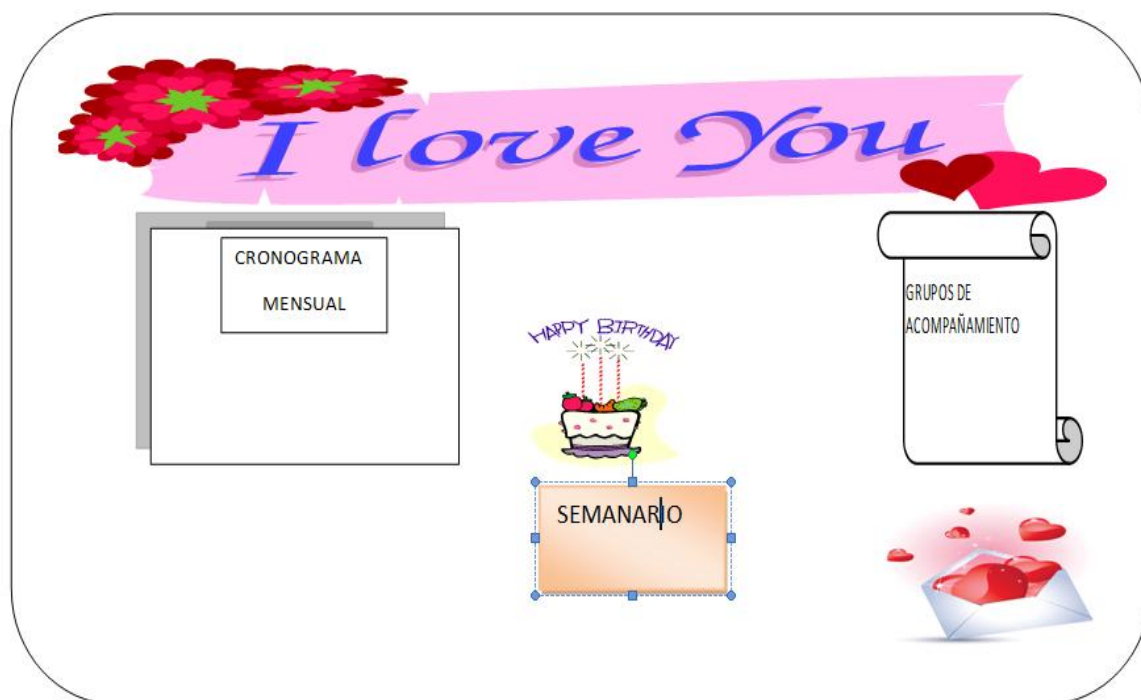 I love You
CRONOGRAMA
MENSUAL
GRUPOS DE
ACOMPAÑAMIENTO
HAPPY BIRTHDAY
SEMANARIO